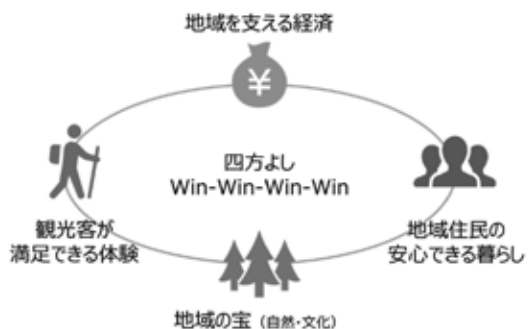 地域を支える経済
¥
四方よし
Win-Win-Win-Win
観光客が
満足できる体験
地域住民の
安心できる暮らし
地域の宝（自然・文化）